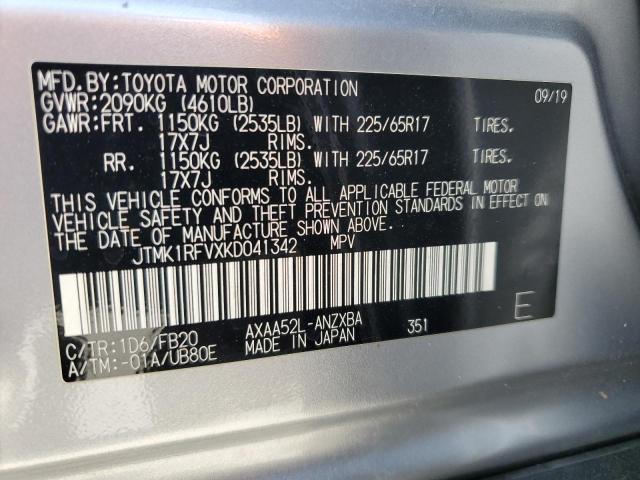 MFD.BY:TOYOTA MOTOR CORPORATION 09/19
GVWR:2090KG (4610LB)
GAWR:FRT. 1150KG (2535LB) WITH 225/65R17 TIRES.
17X7J RIMS.
RR. 1150KG (2535LB) WITH 225/65R17 TIRES.
17X7J RIMS.
THIS VEHICLE CONFORMS TO ALL APPLICABLE FEDERAL MOTOR
VEHICLE SAFETY AND THEFT PREVENTION STANDARDS IN EFFECT ON
THE DATE OF MANUFACTURE SHOWN ABOVE.
JTMK1RFVXKD041342 MPV
C/TR:1D6/FB20 AXAA52L-ANZXBA 351 E
A/TM:-01A/UB80E MADE IN JAPAN